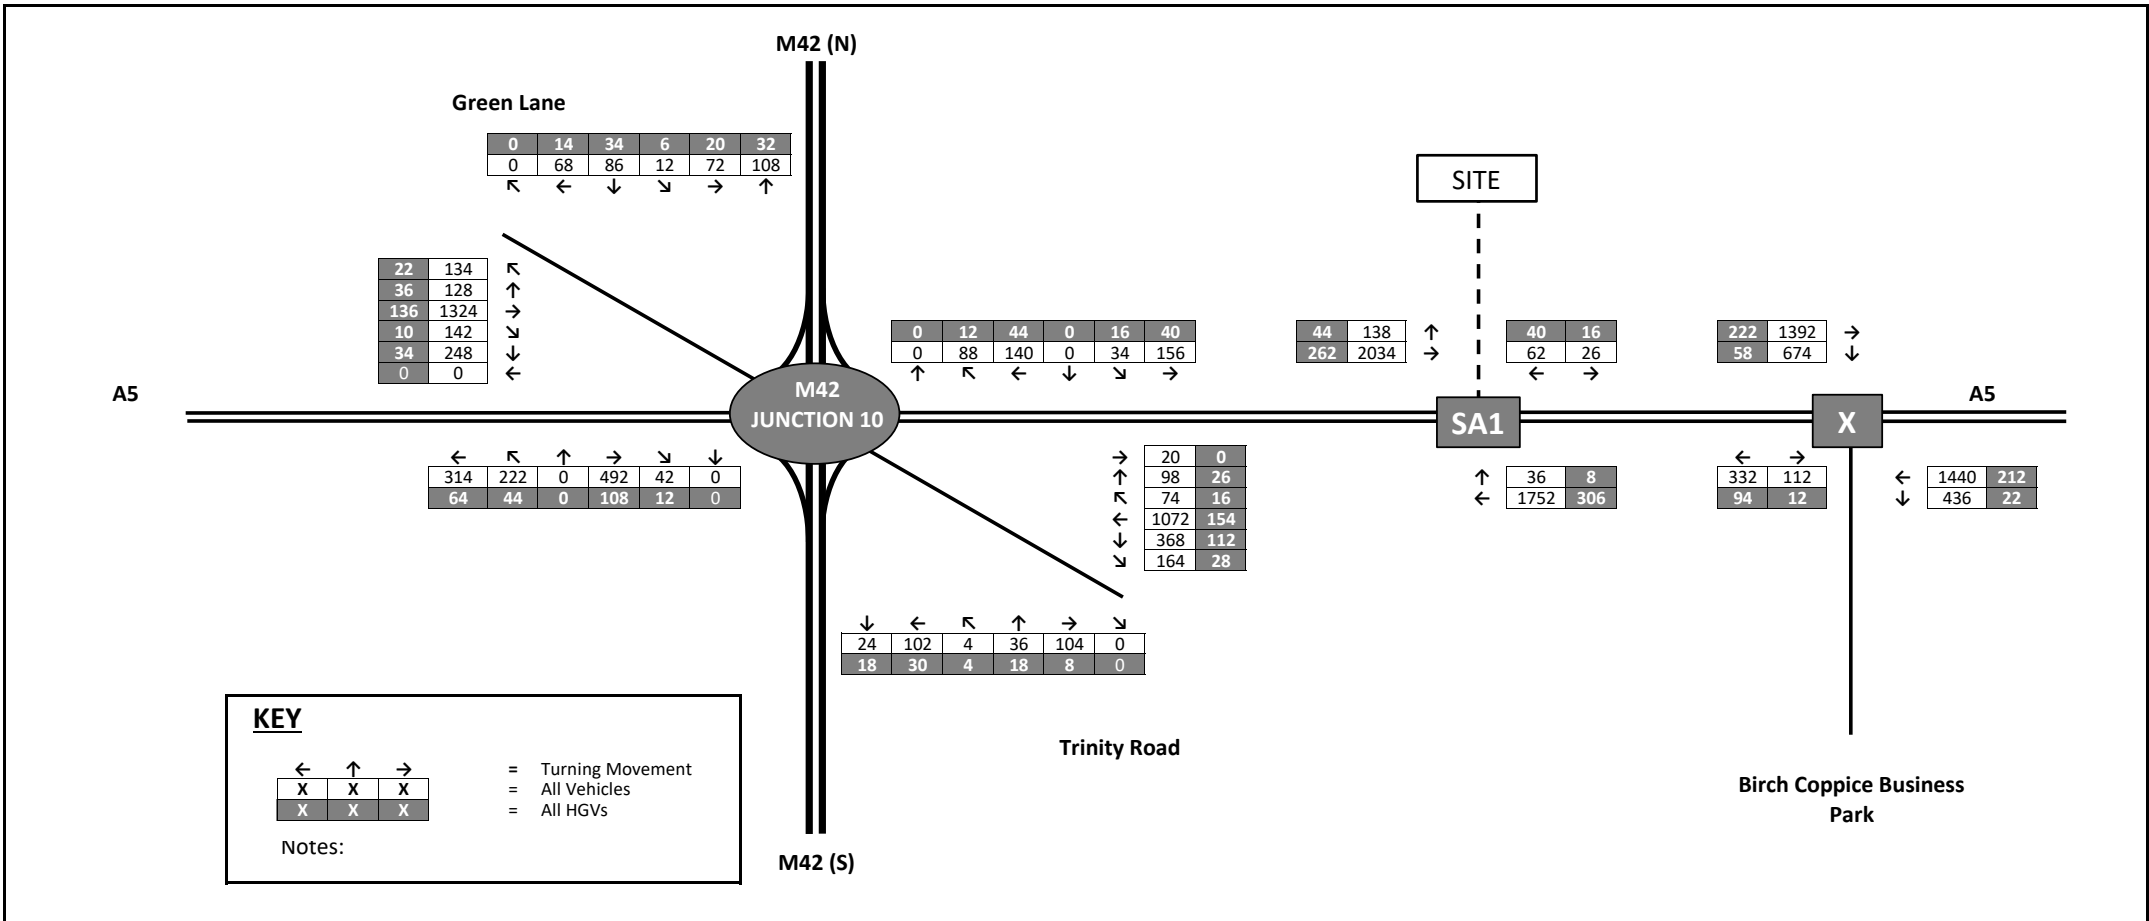 M42 (N)
Green Lane
0 14 34 6 20 32
0 68 86 12 72 108
↖ ← ↓ ↘ → ↑
SITE
22 134 ↖
36 128 ↑
136 1324 →
10 142 ↘
34 248 ↓
0 0 ←
0 12 44 0 16 40
0 88 140 0 34 156
↑ ↖ ← ↓ ↘ →
44 138 ↑
262 2034 →
40 16
62 26
← →
222 1392 →
58 674 ↓
A5
M42
JUNCTION 10
SA1
X
A5
← ↖ ↑ → ↘ ↓
314 222 0 492 42 0
64 44 0 108 12 0
→ 20 0
↑ 98 26
↖ 74 16
← 1072 154
↓ 368 112
↘ 164 28
↑ 36 8
← 1752 306
← →
332 112
94 12
← 1440 212
↓ 436 22
↓ ← ↖ ↑ → ↘
24 102 4 36 104 0
18 30 4 18 8 0
KEY
← ↑ → = Turning Movement
X X X = All Vehicles
X X X = All HGVs
Notes:
Trinity Road
Birch Coppice Business
Park
M42 (S)